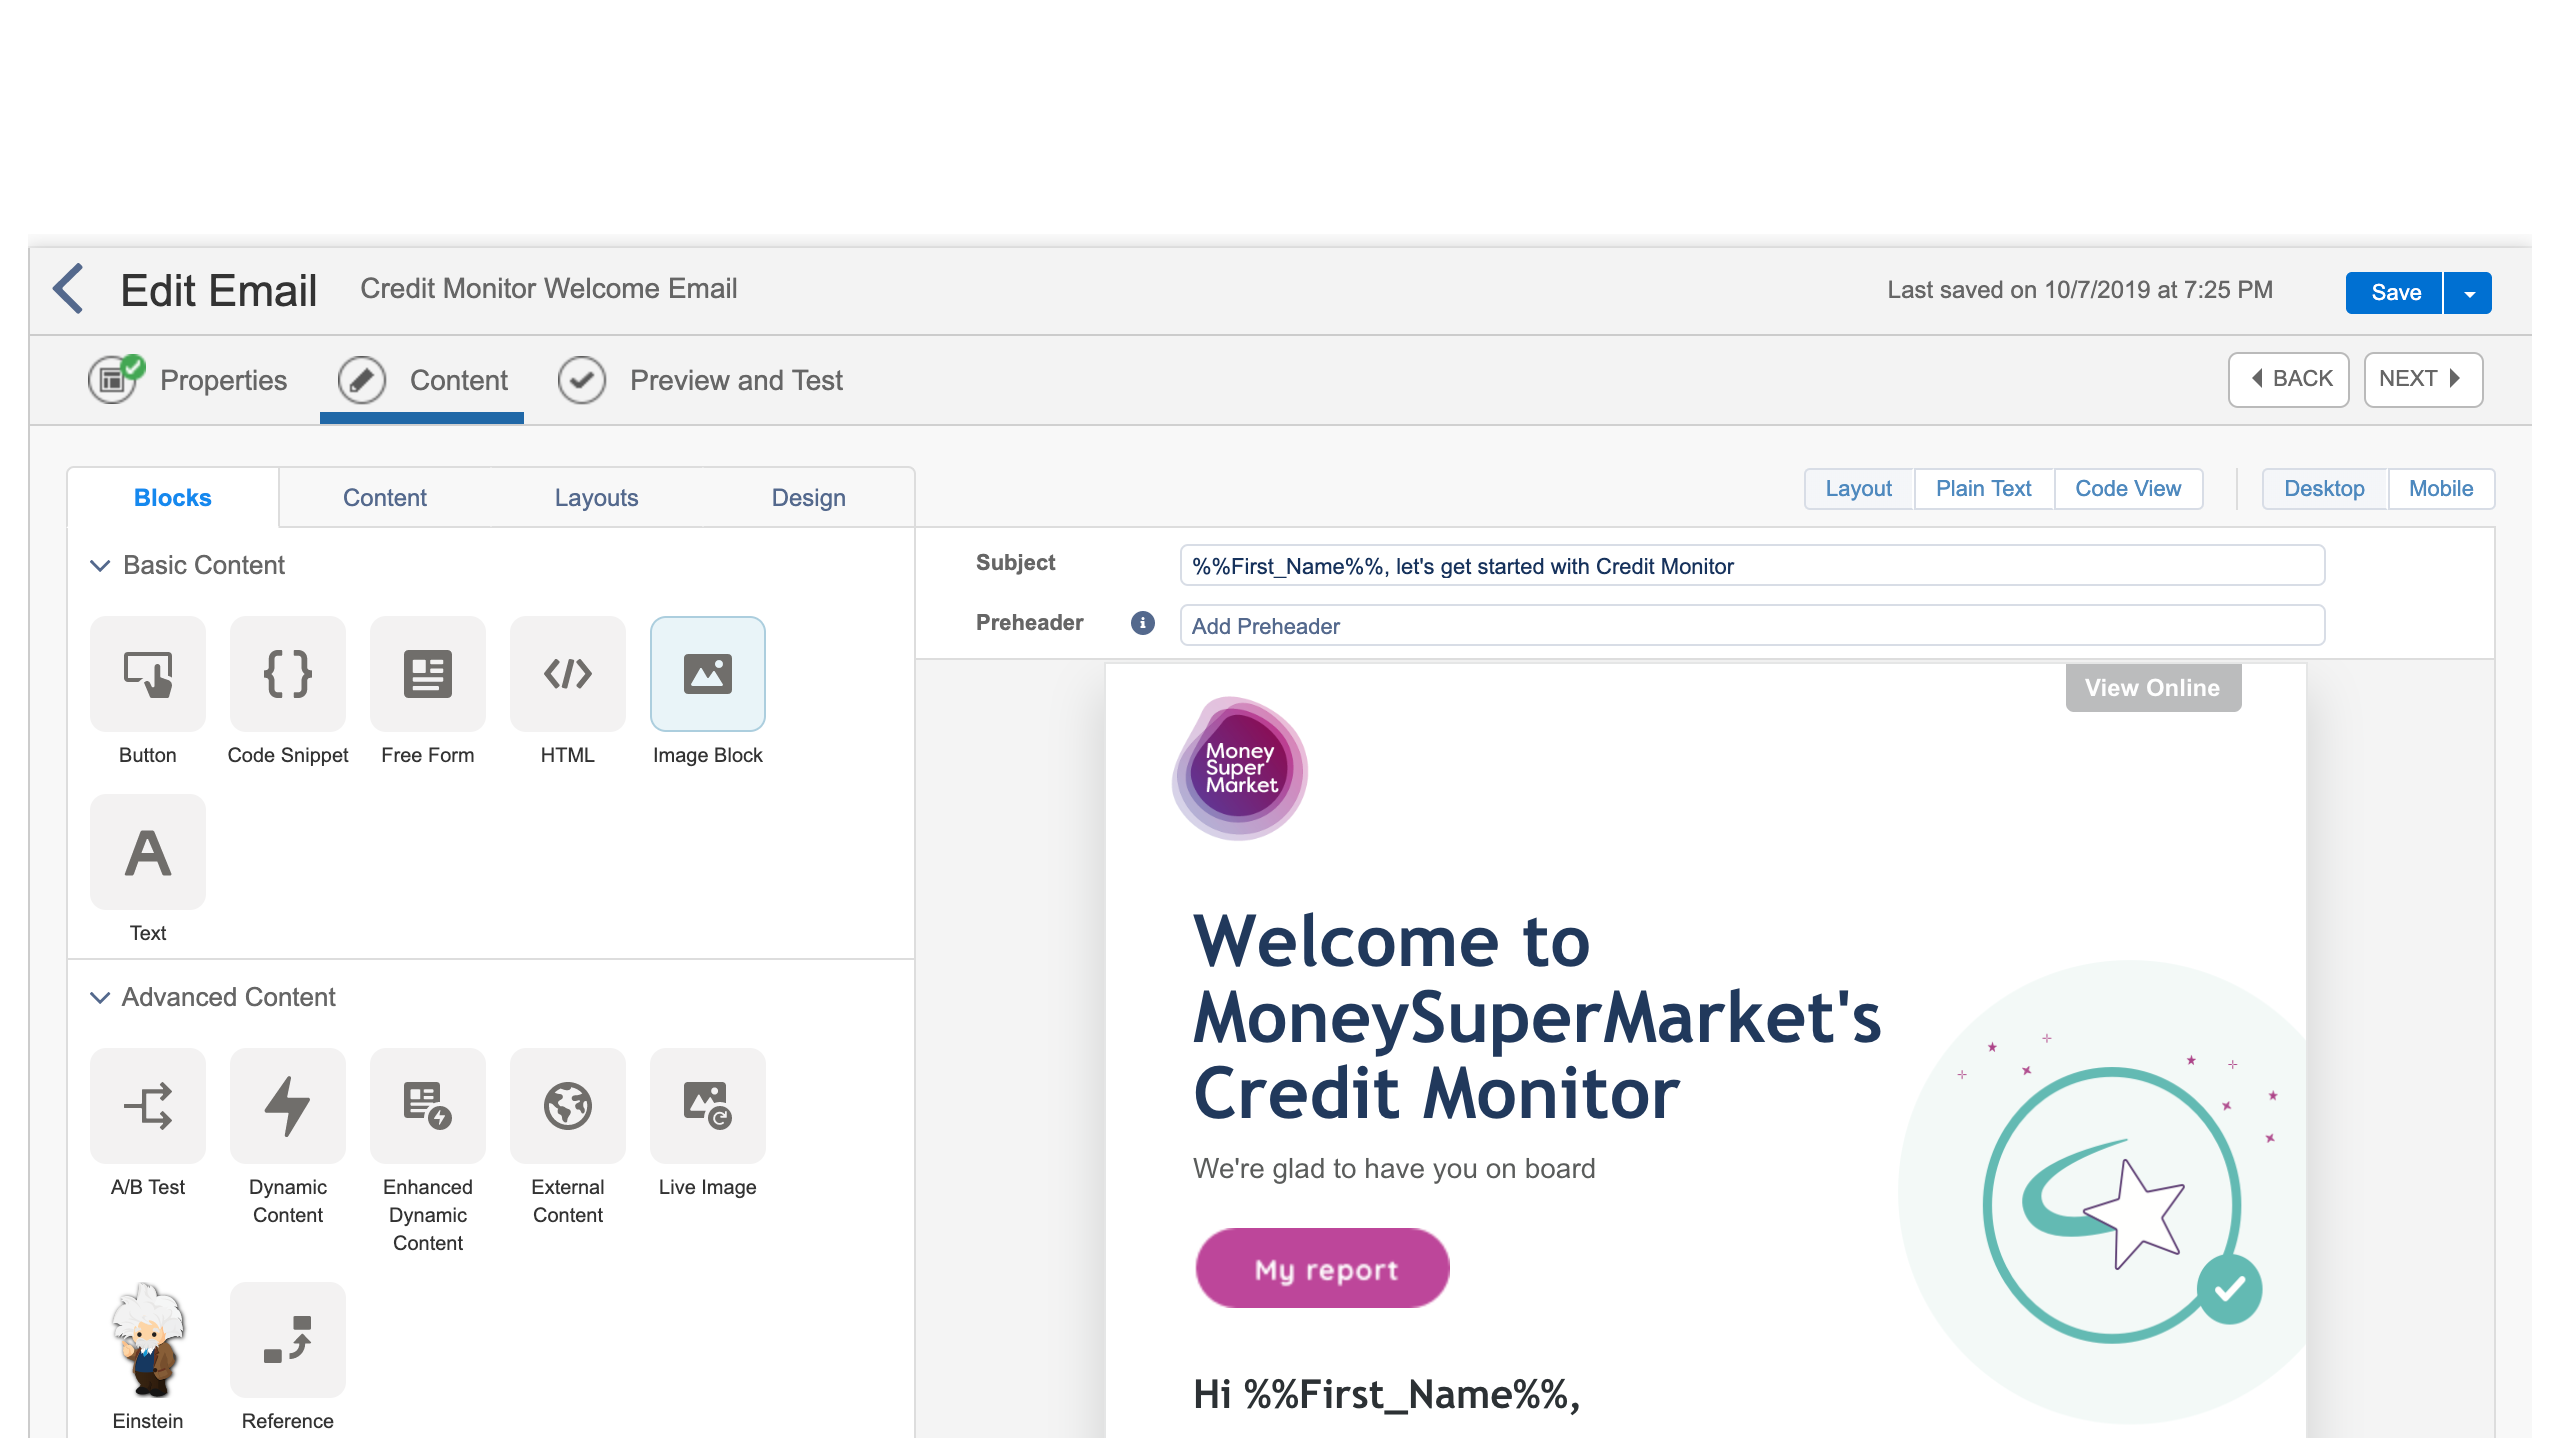 Edit Email
Credit Monitor Welcome Email
Last saved on 10/7/2019 at 7:25 PM
Save
Properties
Content
Preview and Test
BACK
NEXT
Blocks
Content
Layouts
Design
Layout
Plain Text
Code View
Desktop
Mobile
Basic Content
Button
Code Snippet
Free Form
HTML
Image Block
Text
Advanced Content
A/B Test
Dynamic
Content
Enhanced
Dynamic
Content
External
Content
Live Image
Einstein
Reference
Subject
%%First_Name%%, let's get started with Credit Monitor
Preheader
Add Preheader
View Online
Money
Super
Market
Welcome to
MoneySuperMarket's
Credit Monitor
We're glad to have you on board
My report
Hi %%First_Name%%,